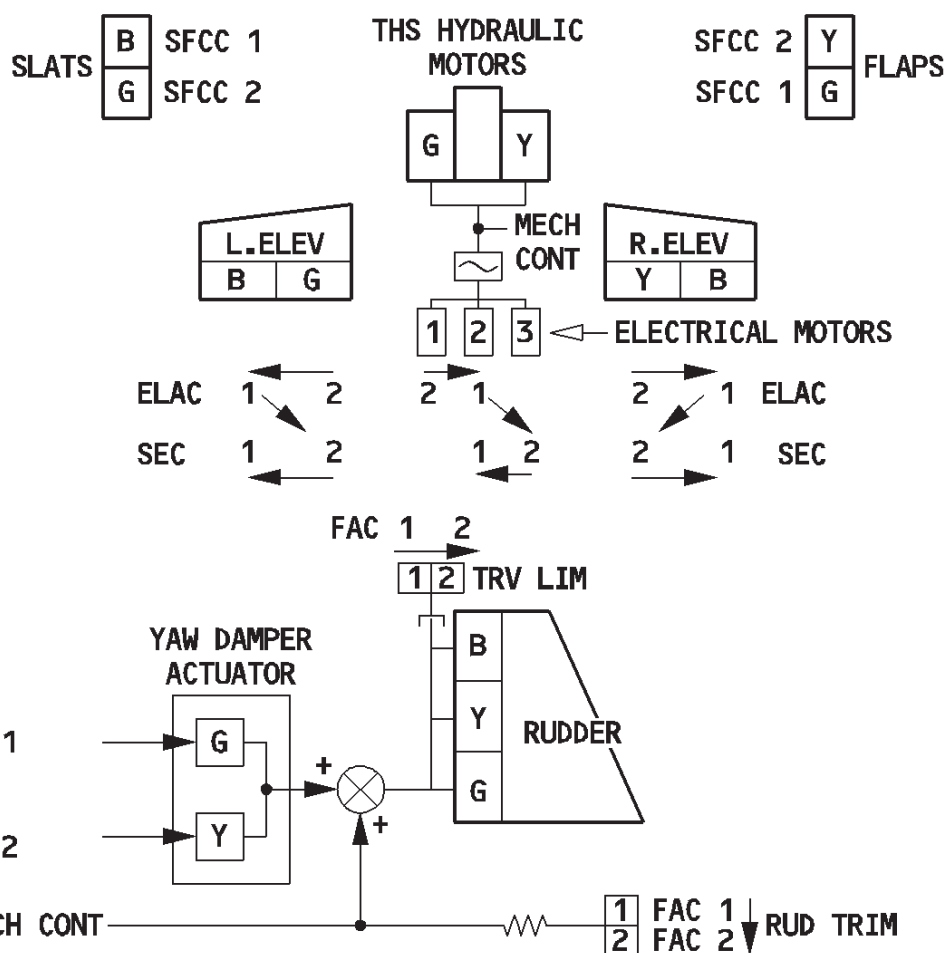 SLATS
B SFCC 1
G SFCC 2
THS HYDRAULIC
MOTORS
G Y
SFCC 2 Y
SFCC 1 G
FLAPS
MECH
CONT
L.ELEV
B G
R.ELEV
Y B
1 2 3
ELECTRICAL MOTORS
ELAC 1 2 2 1 2 1 ELAC
SEC 1 2 1 2 2 1 SEC
FAC 1 2
1 2 TRV LIM
YAW DAMPER
ACTUATOR
B
Y
G
RUDDER
1 G
+
2 Y
+
CH CONT
1 FAC 1
2 FAC 2
RUD TRIM